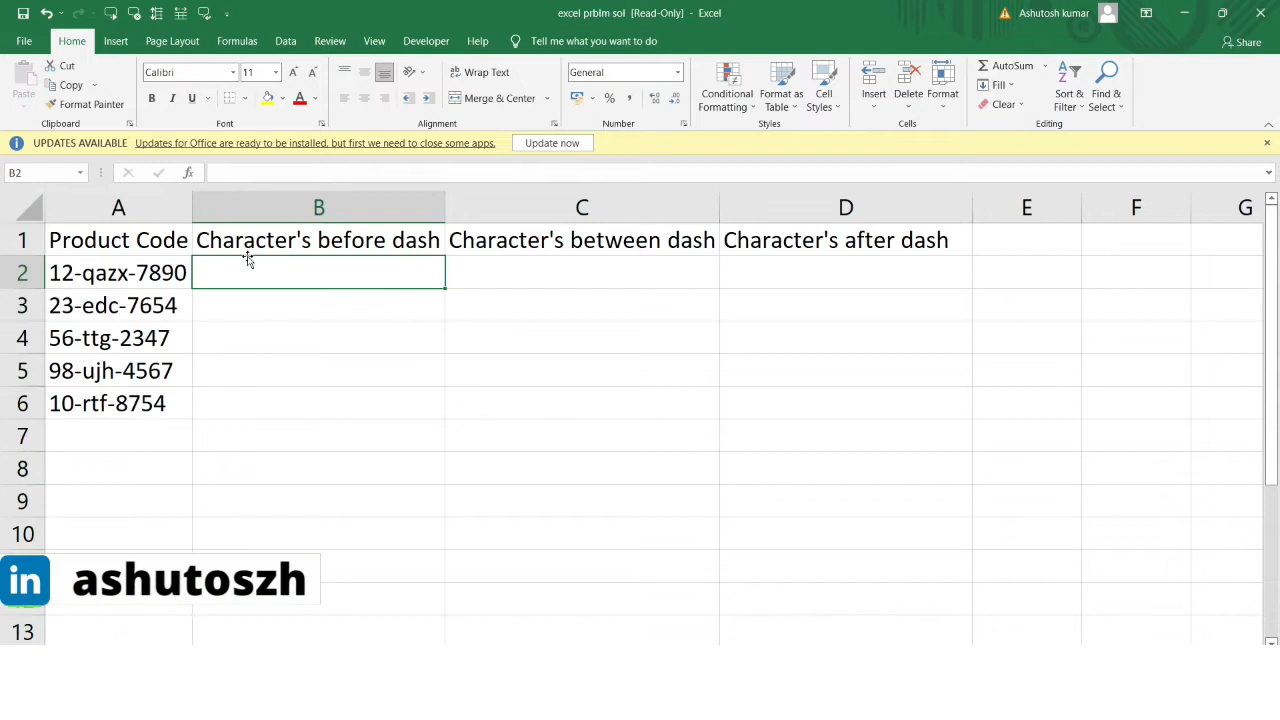 excel prblm sol [Read-Only] - Excel
Ashutosh kumar
File Home Insert Page Layout Formulas Data Review View Developer Help Tell me what you want to do
Share
Paste
Cut
Copy
Format Painter
Clipboard
Calibri 11
B I U
Font
Wrap Text
Merge & Center
Alignment
General
Number
Conditional Formatting
Format as Table
Cell Styles
Styles
Insert
Delete
Format
Cells
AutoSum
Fill
Clear
Sort & Filter
Find & Select
Editing
UPDATES AVAILABLE Updates for Office are ready to be installed, but first we need to close some apps. Update now
B2 fx
A B C D E F G
1 Product Code Character's before dash Character's between dash Character's after dash
2 12-qazx-7890
3 23-edc-7654
4 56-ttg-2347
5 98-ujh-4567
6 10-rtf-8754
7
8
9
10
in ashutoszh
13